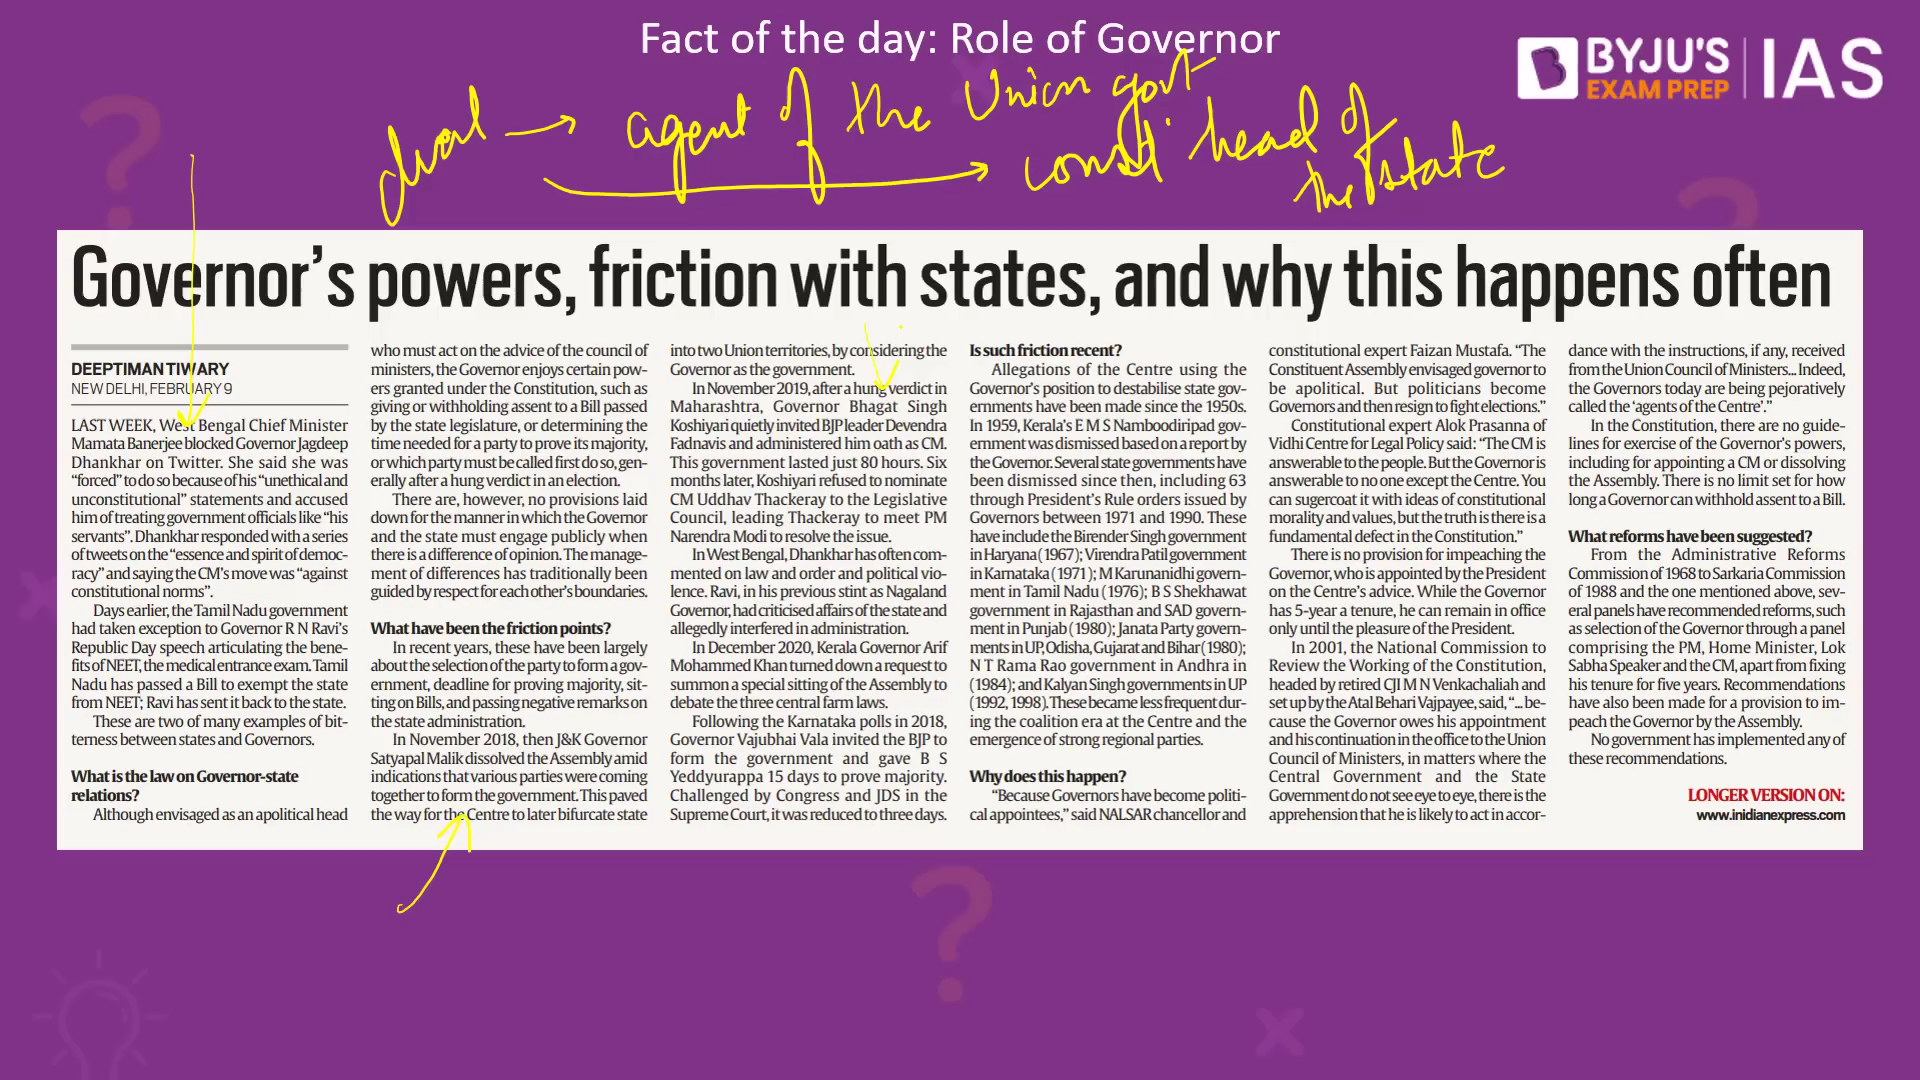 Fact of the day: Role of Governor
BYJU'S
EXAM PREP
IAS
dual → agent of the Union govt
→ const' head of
the state
Governor's powers, friction with states, and why this happens often
DEEPTIMAN TIWARY
NEW DELHI, FEBRUARY 9
LAST WEEK, West Bengal Chief Minister
Mamata Banerjee blocked Governor Jagdeep
Dhankhar on Twitter. She said she was
“forced” to do so because of his “unethical and
unconstitutional” statements and accused
him of treating government officials like “his
servants”. Dhankhar responded with a series
of tweets on the “essence and spirit of democ-
racy” and saying the CM's move was “against
constitutional norms”.
Days earlier, the Tamil Nadu government
had taken exception to Governor R N Ravi's
Republic Day speech articulating the bene-
fits of NEET, the medical entrance exam. Tamil
Nadu has passed a Bill to exempt the state
from NEET; Ravi has sent it back to the state.
These are two of many examples of bit-
terness between states and Governors.
What is the law on Governor-state
relations?
Although envisaged as an apolitical head
who must act on the advice of the council of
ministers, the Governor enjoys certain pow-
ers granted under the Constitution, such as
giving or withholding assent to a Bill passed
by the state legislature, or determining the
time needed for a party to prove its majority,
or which party must be called first do so, gen-
erally after a hung verdict in an election.
There are, however, no provisions laid
down for the manner in which the Governor
and the state must engage publicly when
there is a difference of opinion. The manage-
ment of differences has traditionally been
guided by respect for each other's boundaries.
What have been the friction points?
In recent years, these have been largely
about the selection of the party to form a gov-
ernment, deadline for proving majority, sit-
ting on Bills, and passing negative remarks on
the state administration.
In November 2018, then J&K Governor
Satyapal Malik dissolved the Assembly amid
indications that various parties were coming
together to form the government. This paved
the way for the Centre to later bifurcate state
into two Union territories, by considering the
Governor as the government.
In November 2019, after a hung verdict in
Maharashtra, Governor Bhagat Singh
Koshiyari quietly invited BJP leader Devendra
Fadnavis and administered him oath as CM.
This government lasted just 80 hours. Six
months later, Koshiyari refused to nominate
CM Uddhav Thackeray to the Legislative
Council, leading Thackeray to meet PM
Narendra Modi to resolve the issue.
In West Bengal, Dhankhar has often com-
mented on law and order and political vio-
lence. Ravi, in his previous stint as Nagaland
Governor, had criticised affairs of the state and
allegedly interfered in administration.
In December 2020, Kerala Governor Arif
Mohammed Khan turned down a request to
summon a special sitting of the Assembly to
debate the three central farm laws.
Following the Karnataka polls in 2018,
Governor Vajubhai Vala invited the BJP to
form the government and gave B S
Yeddyurappa 15 days to prove majority.
Challenged by Congress and JDS in the
Supreme Court, it was reduced to three days.
Is such friction recent?
Allegations of the Centre using the
Governor's position to destabilise state gov-
ernments have been made since the 1950s.
In 1959, Kerala's E M S Namboodiripad gov-
ernment was dismissed based on a report by
the Governor. Several state governments have
been dismissed since then, including 63
through President's Rule orders issued by
Governors between 1971 and 1990. These
have include the Birender Singh government
in Haryana (1967); Virendra Patil government
in Karnataka (1971); M Karunanidhi govern-
ment in Tamil Nadu (1976); B S Shekhawat
government in Rajasthan and SAD govern-
ment in Punjab (1980); Janata Party govern-
ments in UP, Odisha, Gujarat and Bihar (1980);
N T Rama Rao government in Andhra in
(1984); and Kalyan Singh governments in UP
(1992, 1998). These became less frequent dur-
ing the coalition era at the Centre and the
emergence of strong regional parties.
Why does this happen?
“Because Governors have become politi-
cal appointees,” said NALSAR chancellor and
constitutional expert Faizan Mustafa. “The
Constituent Assembly envisaged governor to
be apolitical. But politicians become
Governors and then resign to fight elections.”
Constitutional expert Alok Prasanna of
Vidhi Centre for Legal Policy said: “The CM is
answerable to the people. But the Governor is
answerable to no one except the Centre. You
can sugercoat it with ideas of constitutional
morality and values, but the truth is there is a
fundamental defect in the Constitution.”
There is no provision for impeaching the
Governor, who is appointed by the President
on the Centre's advice. While the Governor
has 5-year a tenure, he can remain in office
only until the pleasure of the President.
In 2001, the National Commission to
Review the Working of the Constitution,
headed by retired CJI M N Venkachaliah and
set up by the Atal Behari Vajpayee, said, “... be-
cause the Governor owes his appointment
and his continuation in the office to the Union
Council of Ministers, in matters where the
Central Government and the State
Government do not see eye to eye, there is the
apprehension that he is likely to act in accor-
dance with the instructions, if any, received
from the Union Council of Ministers... Indeed,
the Governors today are being pejoratively
called the ‘agents of the Centre’.”
In the Constitution, there are no guide-
lines for exercise of the Governor's powers,
including for appointing a CM or dissolving
the Assembly. There is no limit set for how
long a Governor can withhold assent to a Bill.
What reforms have been suggested?
From the Administrative Reforms
Commission of 1968 to Sarkaria Commission
of 1988 and the one mentioned above, sev-
eral panels have recommended reforms, such
as selection of the Governor through a panel
comprising the PM, Home Minister, Lok
Sabha Speaker and the CM, apart from fixing
his tenure for five years. Recommendations
have also been made for a provision to im-
peach the Governor by the Assembly.
No government has implemented any of
these recommendations.
LONGER VERSION ON:
www.inidianexpress.com